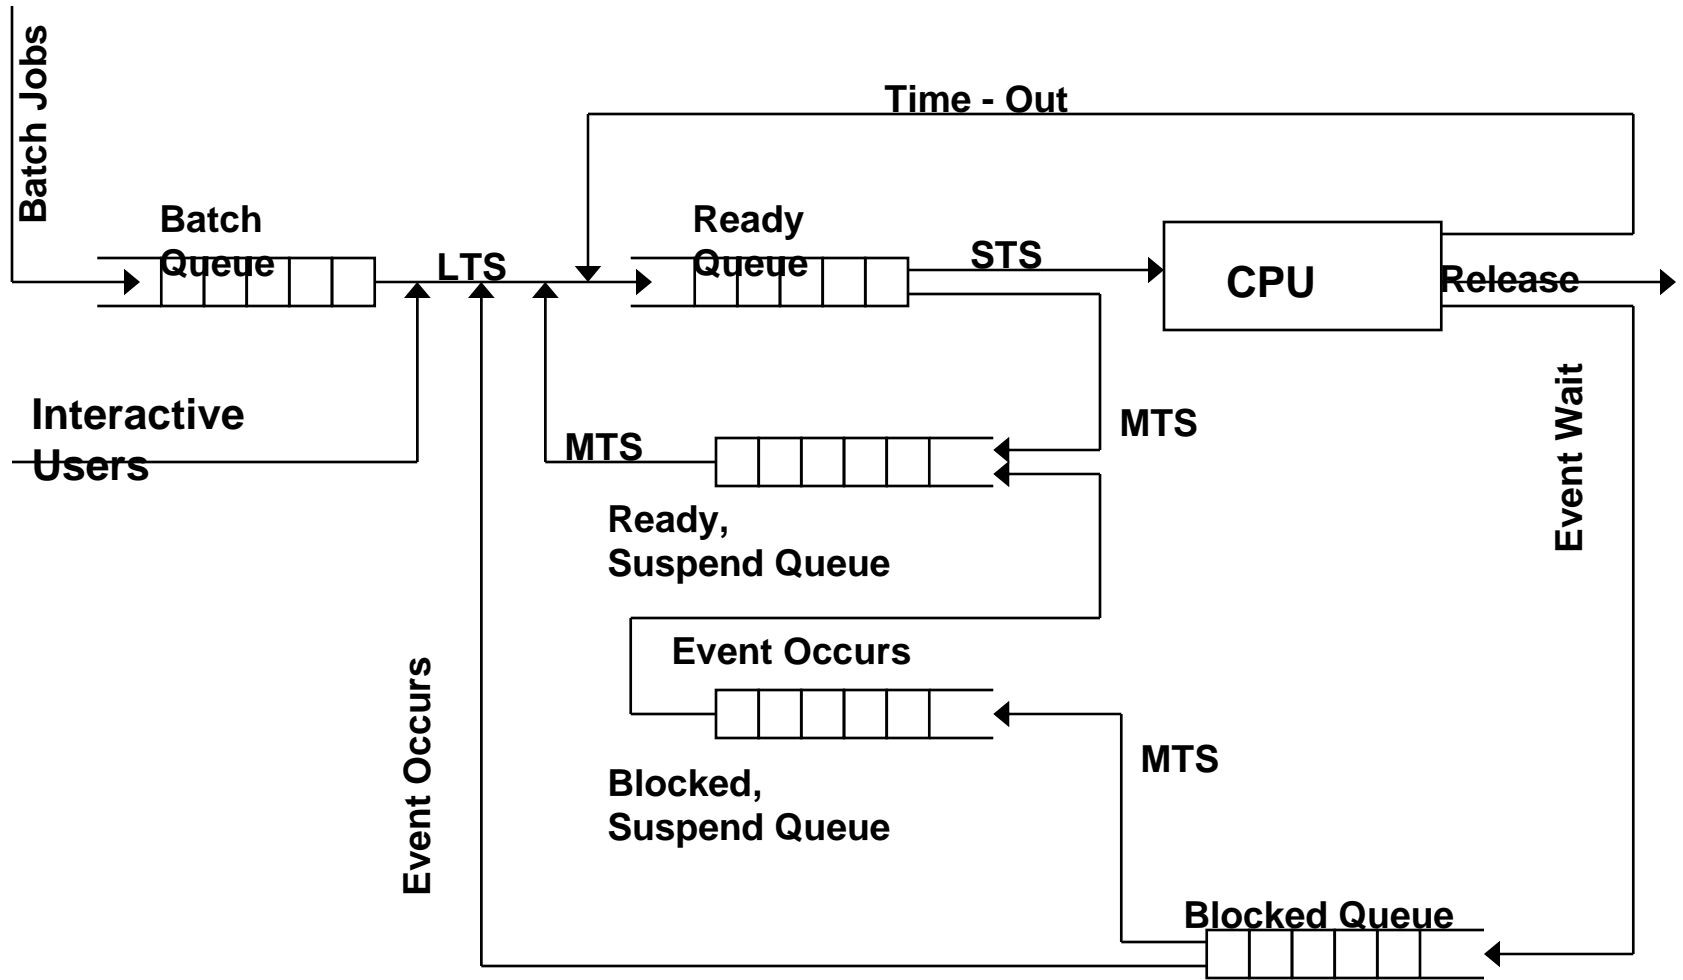 Batch Jobs
Time - Out
Batch
Queue
LTS
Ready
Queue
STS
CPU
Release
Interactive
Users
MTS
MTS
Event Wait
Ready,
Suspend Queue
Event Occurs
Event Occurs
MTS
Blocked,
Suspend Queue
Blocked Queue